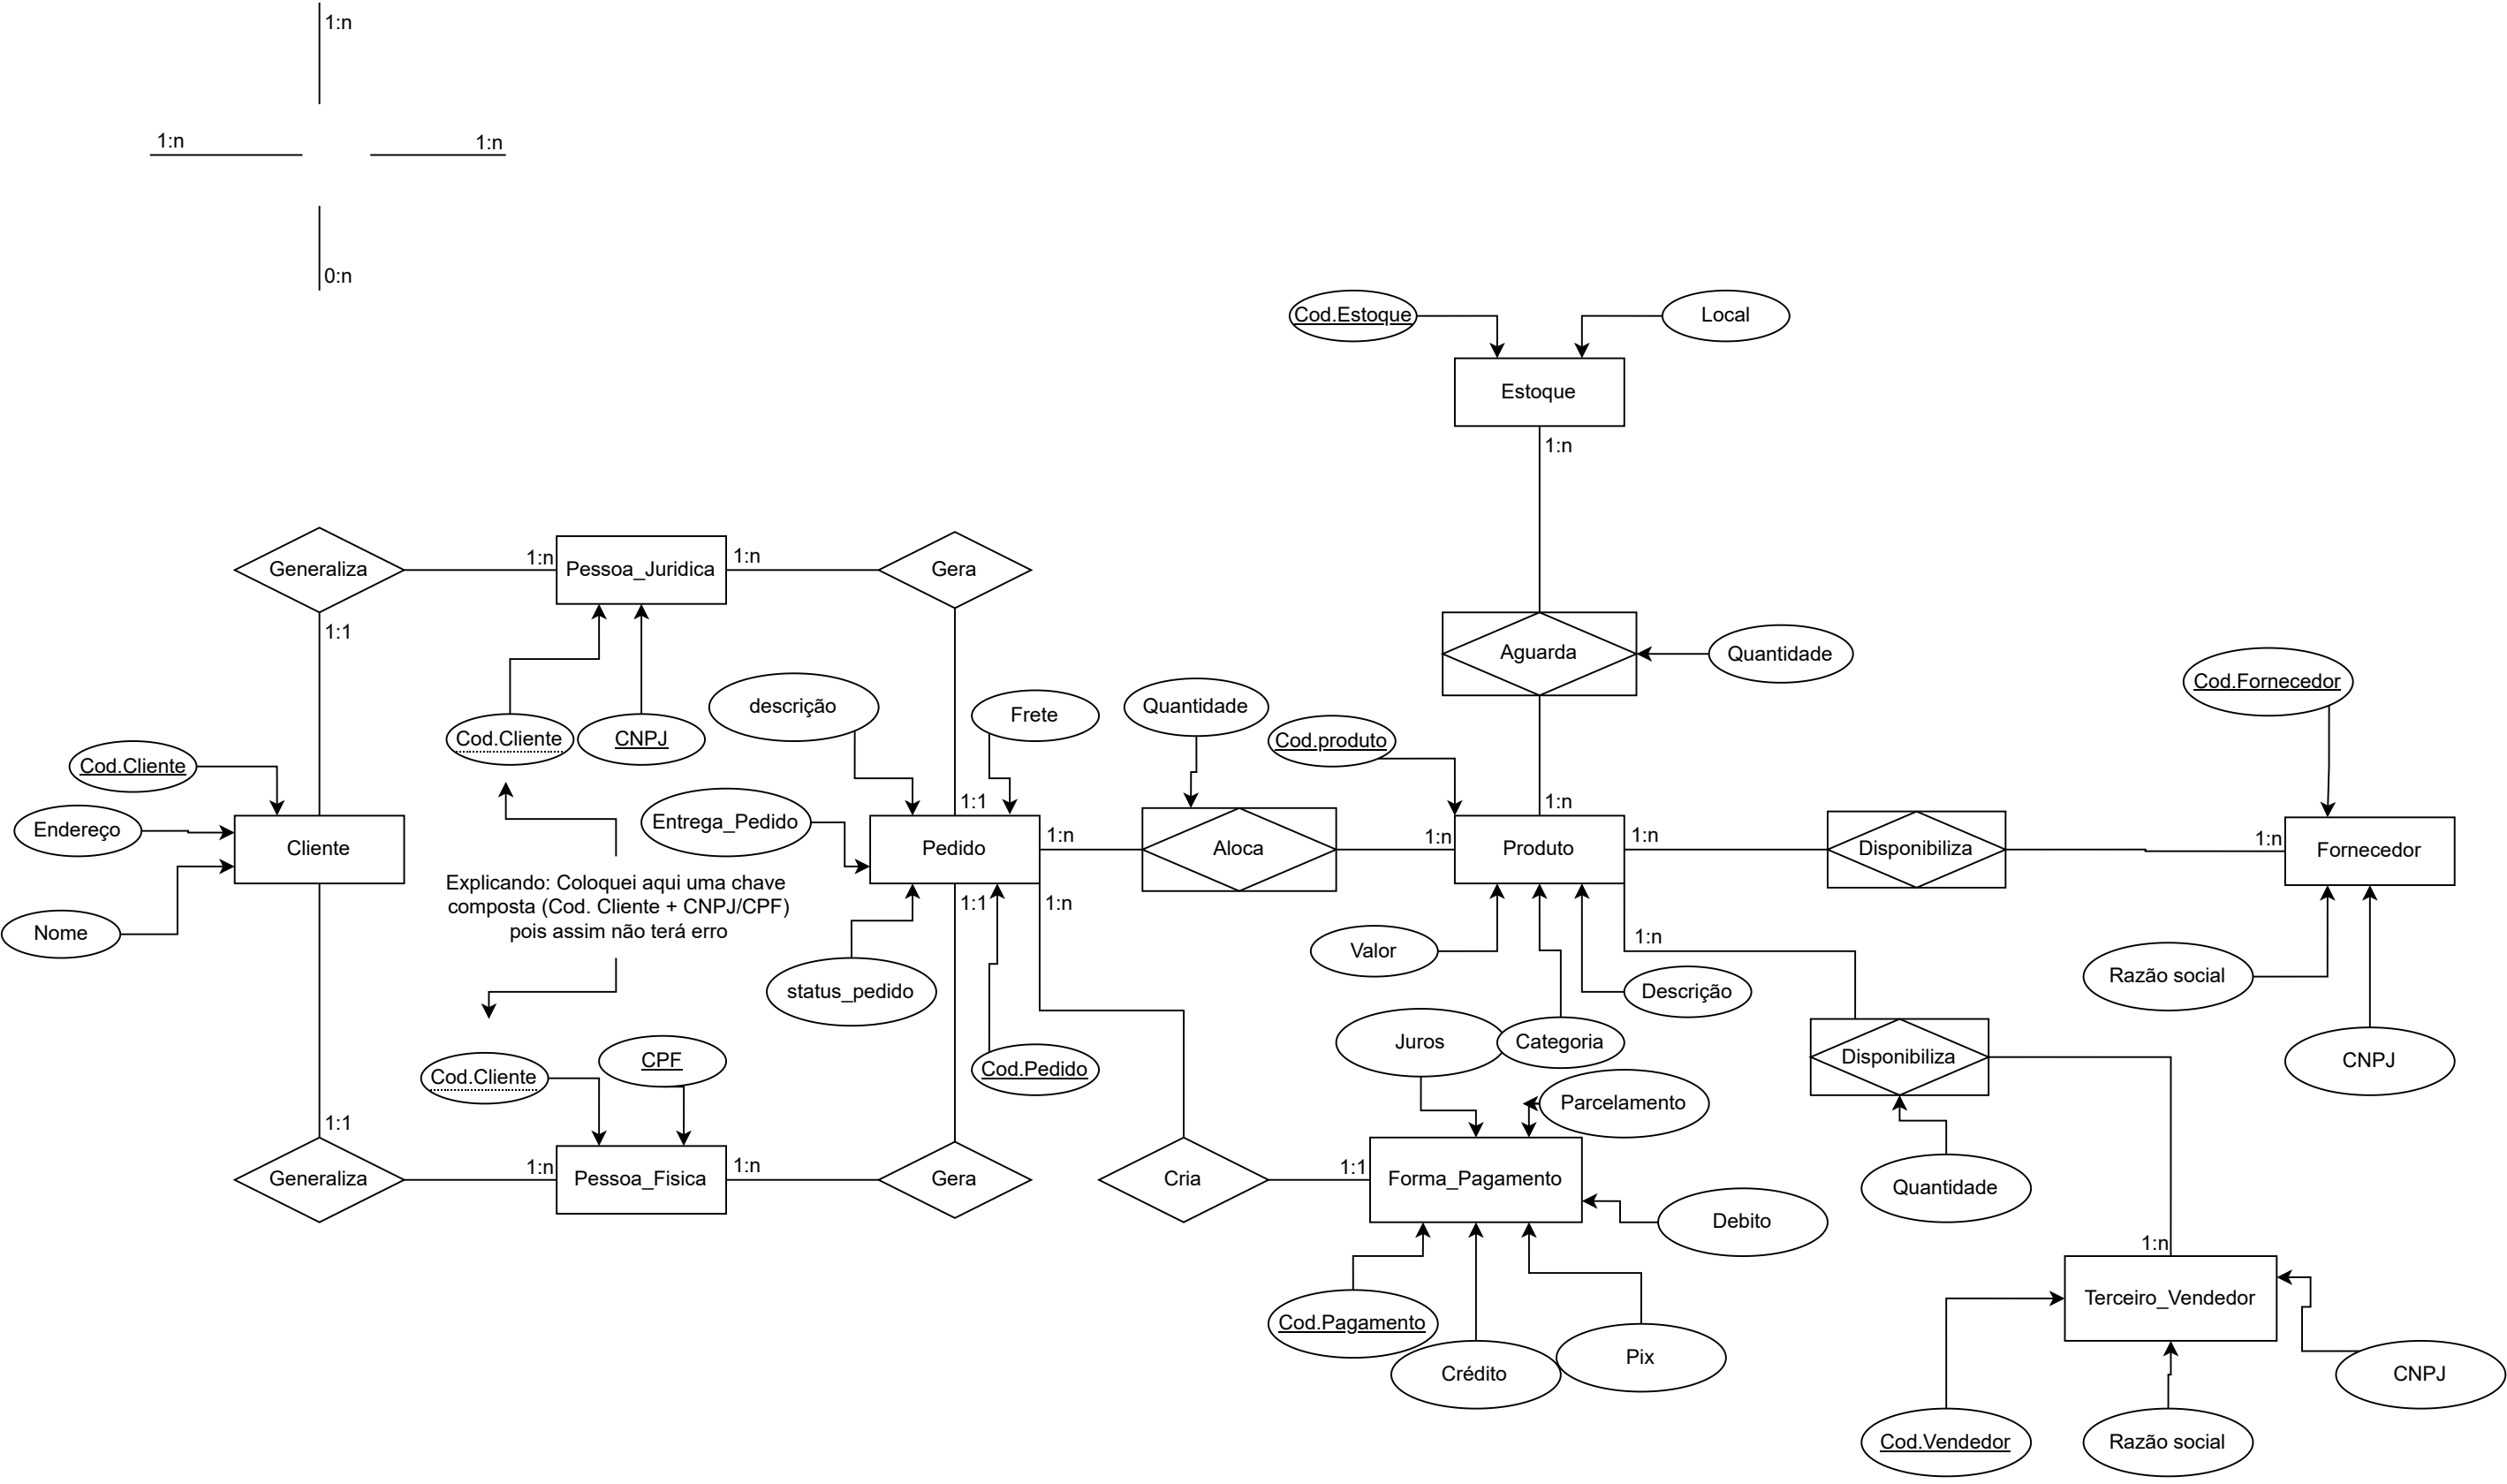 1:n
1:n
1:n
0:n
Cod.Estoque
Local
Estoque
1:n
Generaliza
1:n
Pessoa_Juridica
1:n
Gera
1:1
Aguarda
Quantidade
Cod.Fornecedor
descrição
Frete
Quantidade
Cod.Cliente
CNPJ
Cod.produto
Cod.Cliente
1:1
1:n
Endereço
Entrega_Pedido
1:n
1:n
1:n
1:n
Cliente
Pedido
Aloca
Produto
Disponibiliza
Fornecedor
Explicando: Coloquei aqui uma chave
composta (Cod. Cliente + CNPJ/CPF)
pois assim não terá erro
1:1
1:n
Nome
1:n
Valor
Razão social
status_pedido
Descrição
Juros
Categoria
CPF
Cod.Pedido
Disponibiliza
CNPJ
Cod.Cliente
Parcelamento
1:1
1:n
1:n
1:1
Generaliza
Pessoa_Fisica
Gera
Cria
Forma_Pagamento
Quantidade
Debito
1:n
Terceiro_Vendedor
Cod.Pagamento
Pix
Crédito
CNPJ
Cod.Vendedor
Razão social